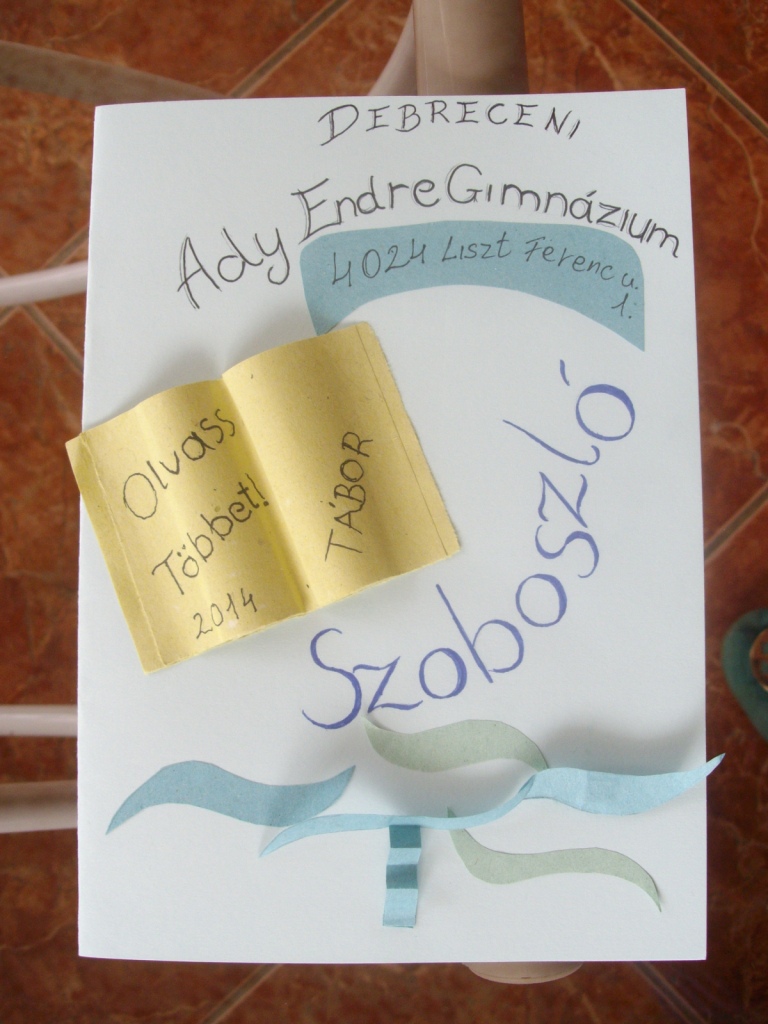 DEBRECENI
Ady Endre Gimnázium
4024 Liszt Ferenc u.
1.
Olvass
Többet!
2014
TÁBOR
Szoboszló